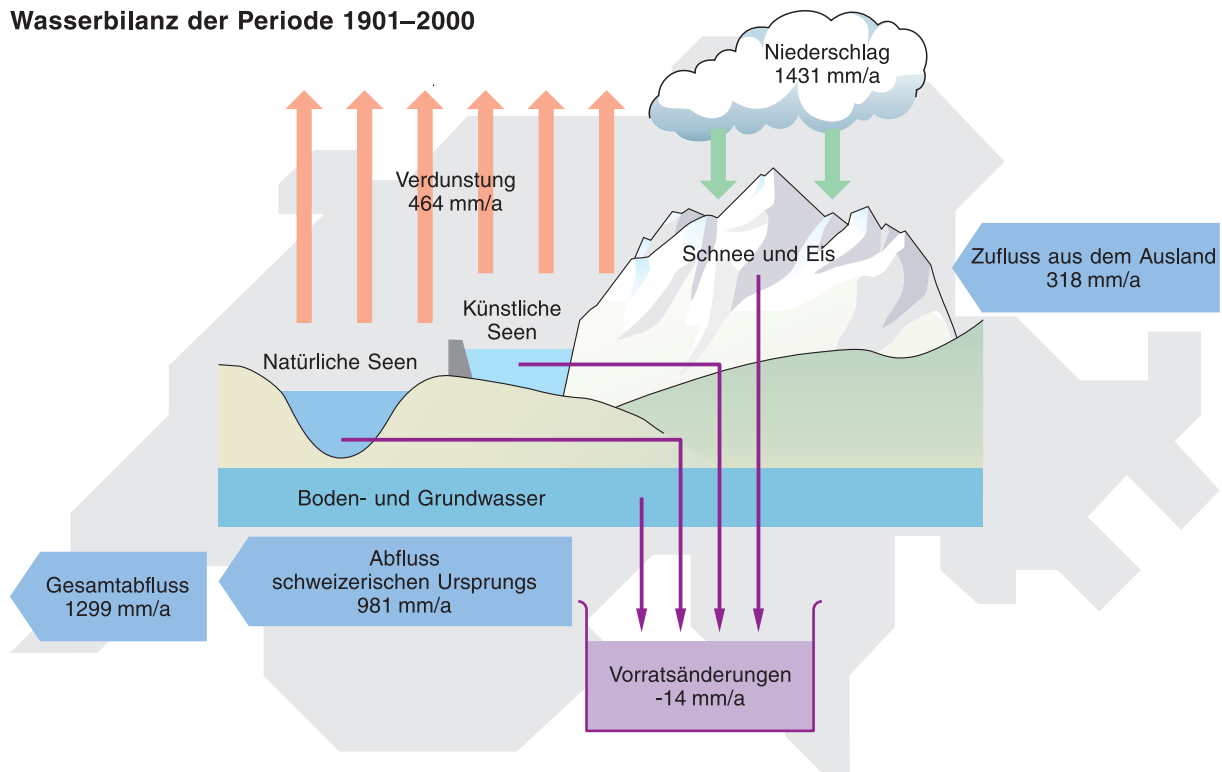 Wasserbilanz der Periode 1901–2000
Niederschlag
1431 mm/a
Verdunstung
464 mm/a
Schnee und Eis
Zufluss aus dem Ausland
318 mm/a
Künstliche
Seen
Natürliche Seen
Boden- und Grundwasser
Abfluss
schweizerischen Ursprungs
981 mm/a
Gesamtabfluss
1299 mm/a
Vorratsänderungen
-14 mm/a